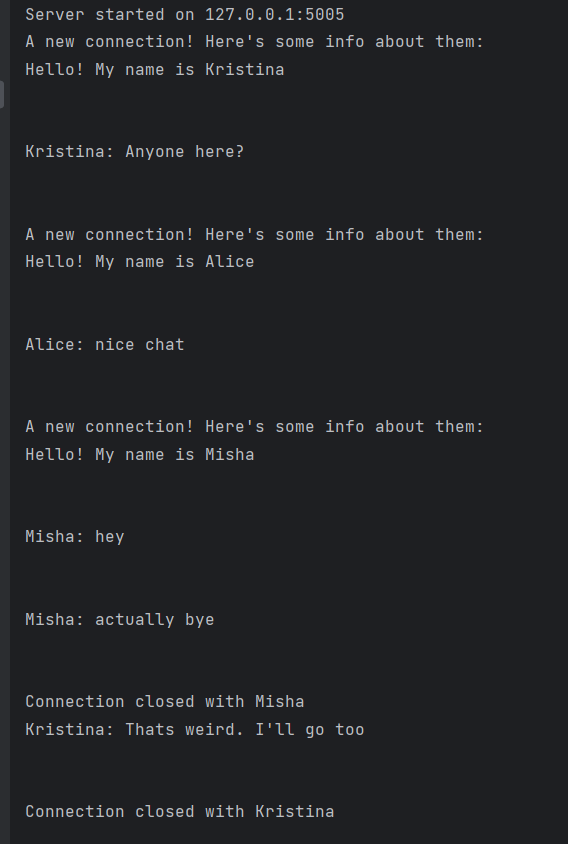 Server started on 127.0.0.1:5005
A new connection! Here's some info about them:
Hello! My name is Kristina
Kristina: Anyone here?
A new connection! Here's some info about them:
Hello! My name is Alice
Alice: nice chat
A new connection! Here's some info about them:
Hello! My name is Misha
Misha: hey
Misha: actually bye
Connection closed with Misha
Kristina: Thats weird. I'll go too
Connection closed with Kristina